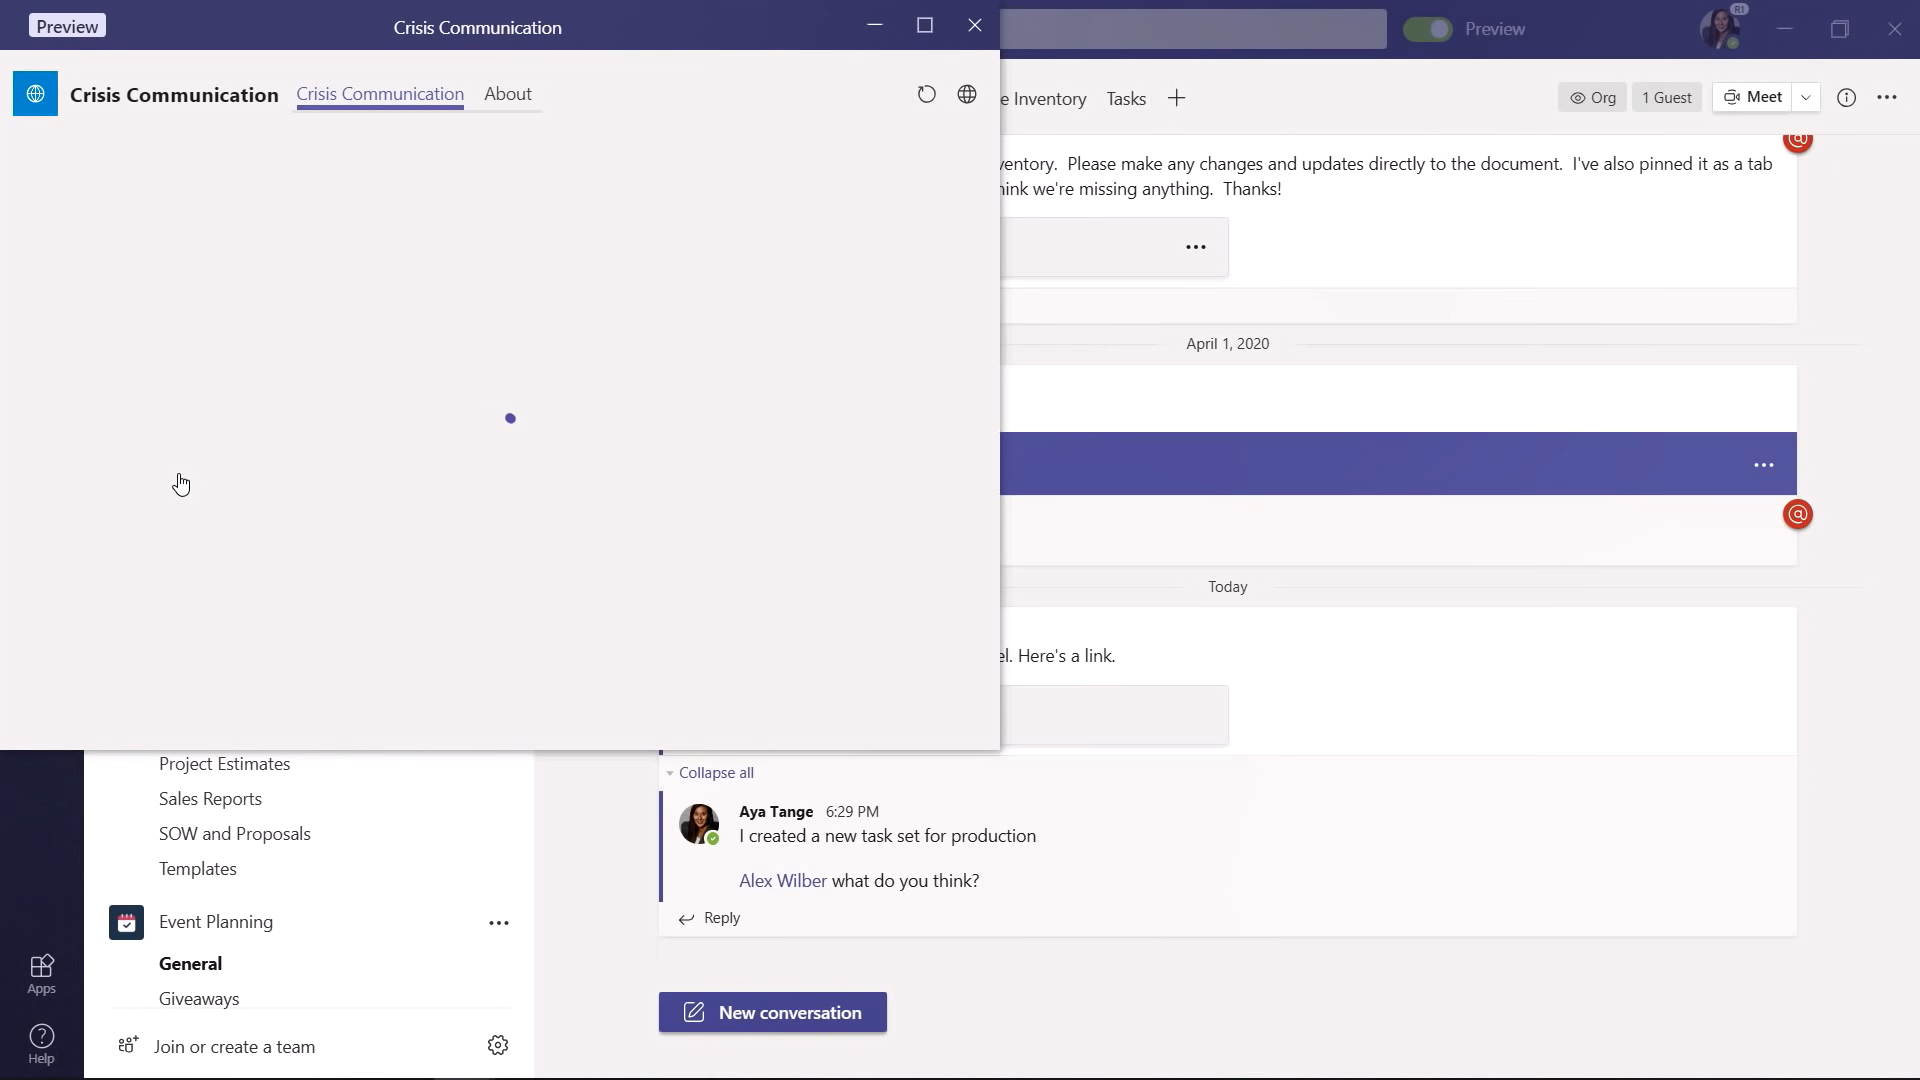 Preview
Crisis Communication
Preview
R1
Crisis Communication
Crisis Communication
About
e Inventory
Tasks
Org
1 Guest
Meet
ventory. Please make any changes and updates directly to the document. I've also pinned it as a tab
hink we're missing anything. Thanks!
April 1, 2020
Today
el. Here's a link.
Collapse all
Aya Tange 6:29 PM
I created a new task set for production
Alex Wilber what do you think?
Reply
New conversation
Project Estimates
Sales Reports
SOW and Proposals
Templates
Event Planning
General
Giveaways
Join or create a team
Apps
Help